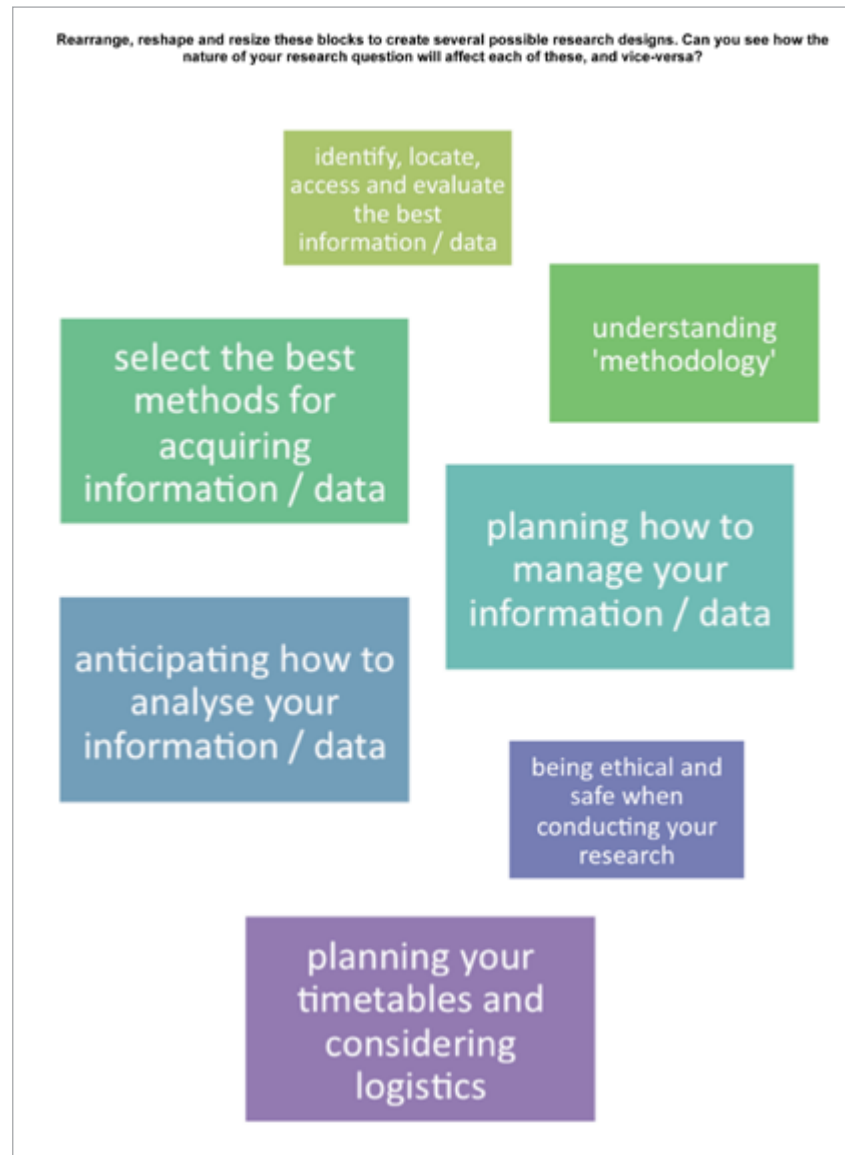 Rearrange, reshape and resize these blocks to create several possible research designs. Can you see how the
nature of your research question will affect each of these, and vice-versa?
identify, locate,
access and evaluate
the best
information / data
understanding
'methodology'
select the best
methods for
acquiring
information / data
planning how to
manage your
information / data
anticipating how to
analyse your
information / data
being ethical and
safe when
conducting your
research
planning your
timetables and
considering
logistics